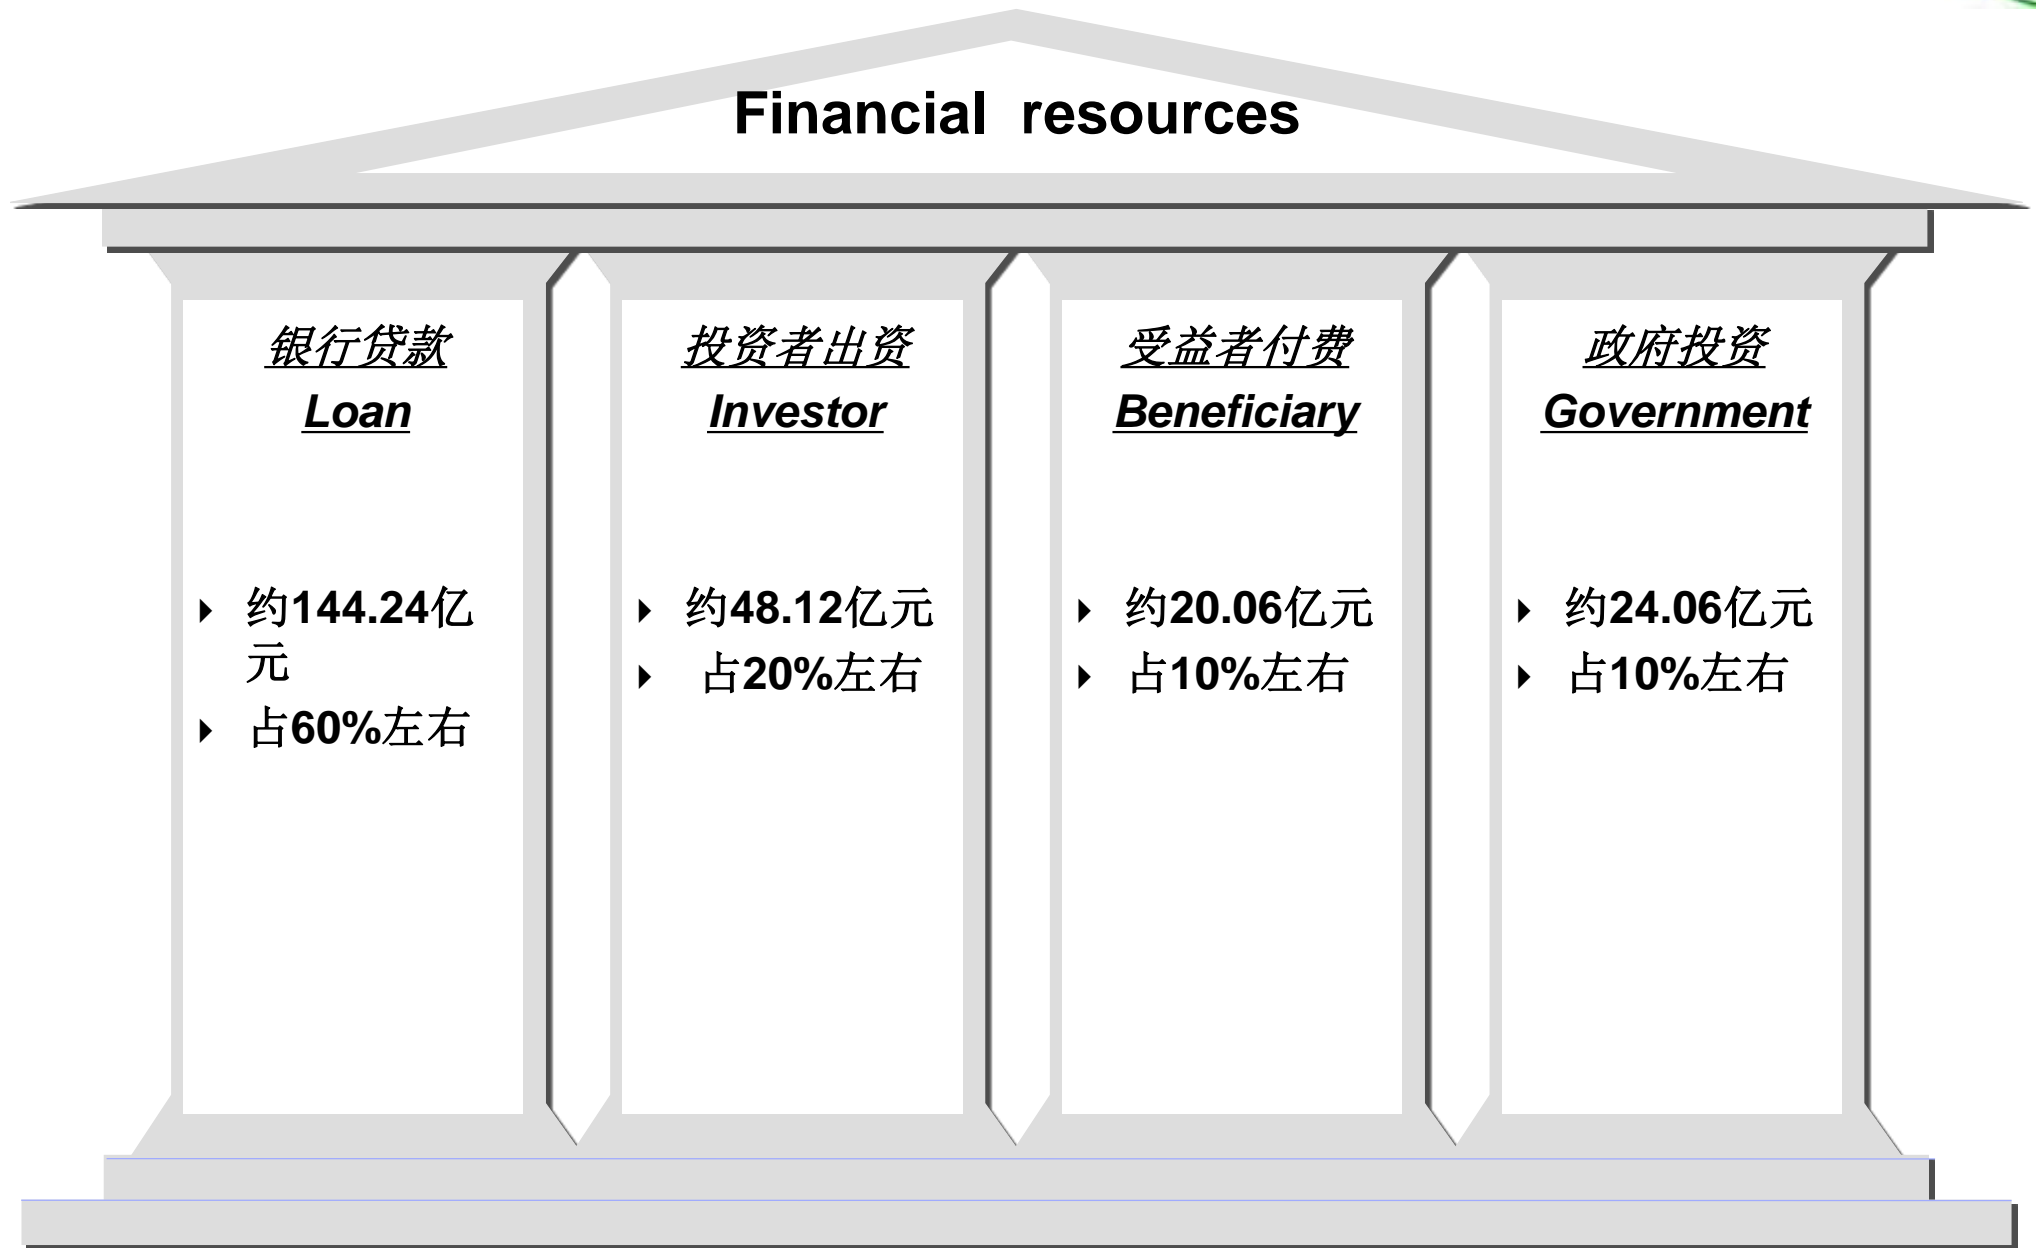 Financial resources
银行贷款
Loan
约144.24亿
元
占60%左右
投资者出资
Investor
约48.12亿元
占20%左右
受益者付费
Beneficiary
约20.06亿元
占10%左右
政府投资
Government
约24.06亿元
占10%左右